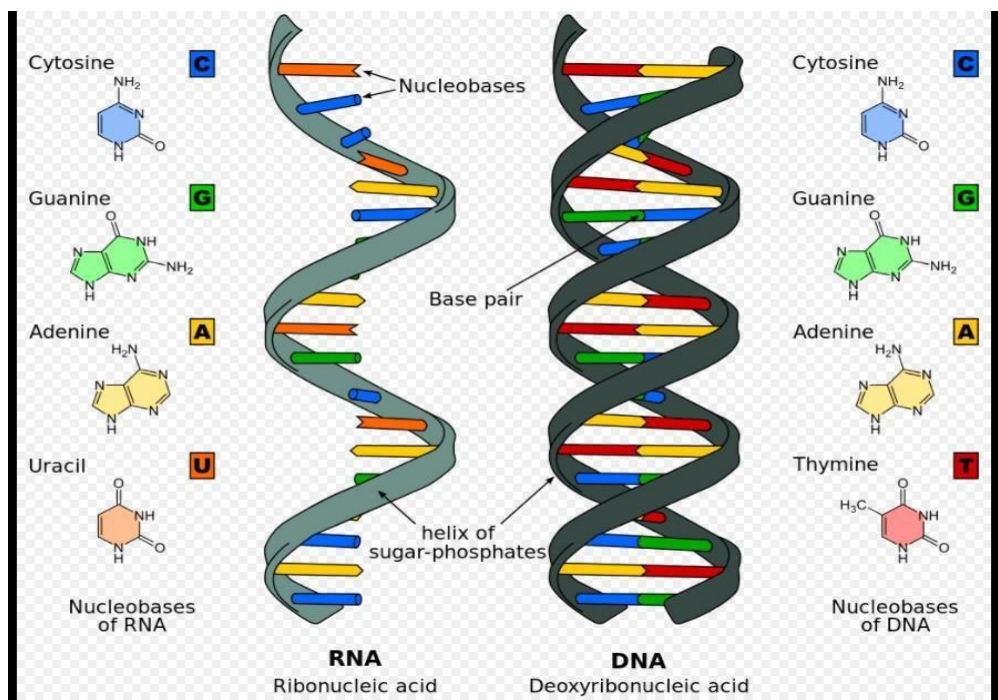 Cytosine C
NH₂
N
N
H
O
Guanine G
O
N
NH
N
H
N
NH₂
Adenine A
H₂N
N
N
N
H
N
Uracil U
O
NH
N
H
O
Nucleobases
of RNA
Nucleobases
Base pair
helix of
sugar-phosphates
RNA
Ribonucleic acid
DNA
Deoxyribonucleic acid
Cytosine C
NH₂
N
N
H
O
Guanine G
O
N
NH
N
H
N
NH₂
Adenine A
H₂N
N
N
N
H
N
Thymine T
H₃C
O
NH
N
H
O
Nucleobases
of DNA